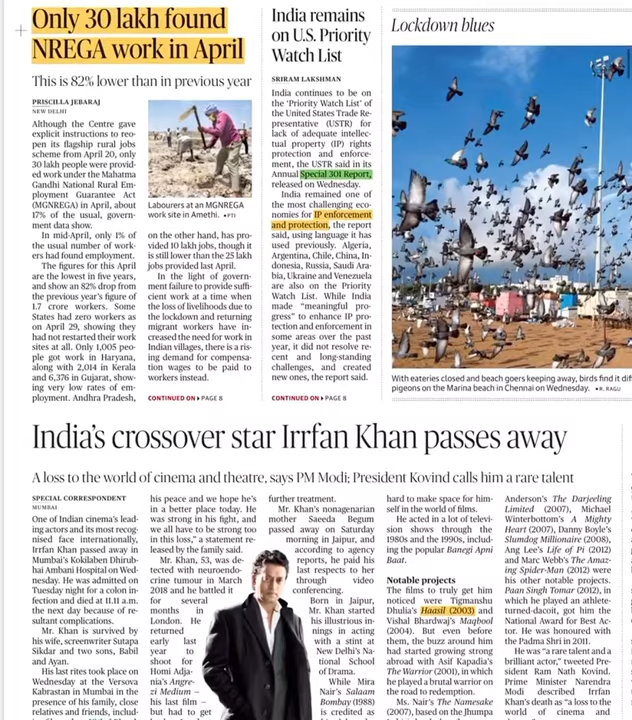 Only 30 lakh found
NREGA work in April
This is 82% lower than in previous year
PRISCILLA JEBARAJ
NEW DELHI
Although the Centre gave
explicit instructions to reo-
pen its flagship rural jobs
scheme from April 20, only
30 lakh people were provid-
ed work under the Mahatma
Gandhi National Rural Em-
ployment Guarantee Act
(MGNREGA) in April, about
17% of the usual, govern-
ment data show.
In mid-April, only 1% of
the usual number of work-
ers had found employment.
The figures for this April
are the lowest in five years,
and show an 82% drop from
the previous year's figure of
1.7 crore workers. Some
States had zero workers as
on April 29, showing they
had not restarted their work
sites at all. Only 1,005 peo-
ple got work in Haryana,
along with 2,014 in Kerala
and 6,376 in Gujarat, show-
ing very low rates of em-
ployment. Andhra Pradesh,
Labourers at an MGNREGA
work site in Amethi. •PTI
on the other hand, has pro-
vided 10 lakh jobs, though it
is still lower than the 25 lakh
jobs provided last April.
In the light of govern-
ment failure to provide suffi-
cient work at a time when
the loss of livelihoods due to
the lockdown and returning
migrant workers have in-
creased the need for work in
Indian villages, there is a ris-
ing demand for compensa-
tion wages to be paid to
workers instead.
CONTINUED ON ▸ PAGE 8
India remains
on U.S. Priority
Watch List
SRIRAM LAKSHMAN
India continues to be on
the 'Priority Watch List' of
the United States Trade Re-
presentative (USTR) for
lack of adequate intellec-
tual property (IP) rights
protection and enforce-
ment, the USTR said in its
Annual Special 301 Report,
released on Wednesday.
India remained one of
the most challenging eco-
nomies for IP enforcement
and protection, the report
said, using language it has
used previously. Algeria,
Argentina, Chile, China, In-
donesia, Russia, Saudi Ara-
bia, Ukraine and Venezuela
are also on the Priority
Watch List. While India
made "meaningful pro-
gress" to enhance IP pro-
tection and enforcement in
some areas over the past
year, it did not resolve re-
cent and long-standing
challenges, and created
new ones, the report said.
CONTINUED ON ▸ PAGE 8
Lockdown blues
With eateries closed and beach goers keeping away, birds find it dif
pigeons on the Marina beach in Chennai on Wednesday. •R. RAGU
India's crossover star Irrfan Khan passes away
A loss to the world of cinema and theatre, says PM Modi; President Kovind calls him a rare talent
SPECIAL CORRESPONDENT
MUMBAI
One of Indian cinema's lead-
ing actors and its most recog-
nised face internationally,
Irrfan Khan passed away in
Mumbai's Kokilaben Dhirub-
hai Ambani Hospital on Wed-
nesday. He was admitted on
Tuesday night for a colon in-
fection and died at 11.11 a.m.
the next day because of re-
sultant complications.
Mr. Khan is survived by
his wife, screenwriter Sutapa
Sikdar and two sons, Babil
and Ayan.
His last rites took place on
Wednesday at the Versova
Kabrastan in Mumbai in the
presence of his family, close
relatives and friends, includ-
his peace and we hope he's
in a better place today. He
was strong in his fight, and
we all have to be strong too
in this loss," a statement re-
leased by the family said.
Mr. Khan, 53, was de-
tected with neuroendo-
crine tumour in March
2018 and he battled it
for several
months in
London. He
returned
early last
year to
shoot for
Homi Adja-
nia's Angre-
zi Medium –
his last film –
but had to get
further treatment.
Mr. Khan's nonagenarian
mother Saeeda Begum
passed away on Saturday
morning in Jaipur, and
according to agency
reports, he paid his
last respects to her
through video
conferencing.
Born in Jaipur,
Mr. Khan started
his illustrious in-
nings in acting
with a stint at
New Delhi's Na-
tional School
of Drama.
While Mira
Nair's Salaam
Bombay (1988)
is credited as
hard to make space for him-
self in the world of films.
He acted in a lot of televi-
sion shows through the
1980s and the 1990s, includ-
ing the popular Banegi Apni
Baat.
Notable projects
The films to truly get him
noticed were Tigmanshu
Dhulia's Haasil (2003) and
Vishal Bhardwaj's Maqbool
(2004). But even before
them, the buzz around him
had started growing strong
abroad with Asif Kapadia's
The Warrior (2001), in which
he played a brutal warrior on
the road to redemption.
Ms. Nair's The Namesake
(2007), based on the Jhumpa
Anderson's The Darjeeling
Limited (2007), Michael
Winterbottom's A Mighty
Heart (2007), Danny Boyle's
Slumdog Millionaire (2008),
Ang Lee's Life of Pi (2012)
and Marc Webb's The Amaz-
ing Spider-Man (2012) were
his other notable projects.
Paan Singh Tomar (2012), in
which he played an athlete-
turned-dacoit, got him the
National Award for Best Ac-
tor. He was honoured with
the Padma Shri in 2011.
He was "a rare talent and a
brilliant actor," tweeted Pre-
sident Ram Nath Kovind.
Prime Minister Narendra
Modi described Irrfan
Khan's death as "a loss to the
world of cinema and